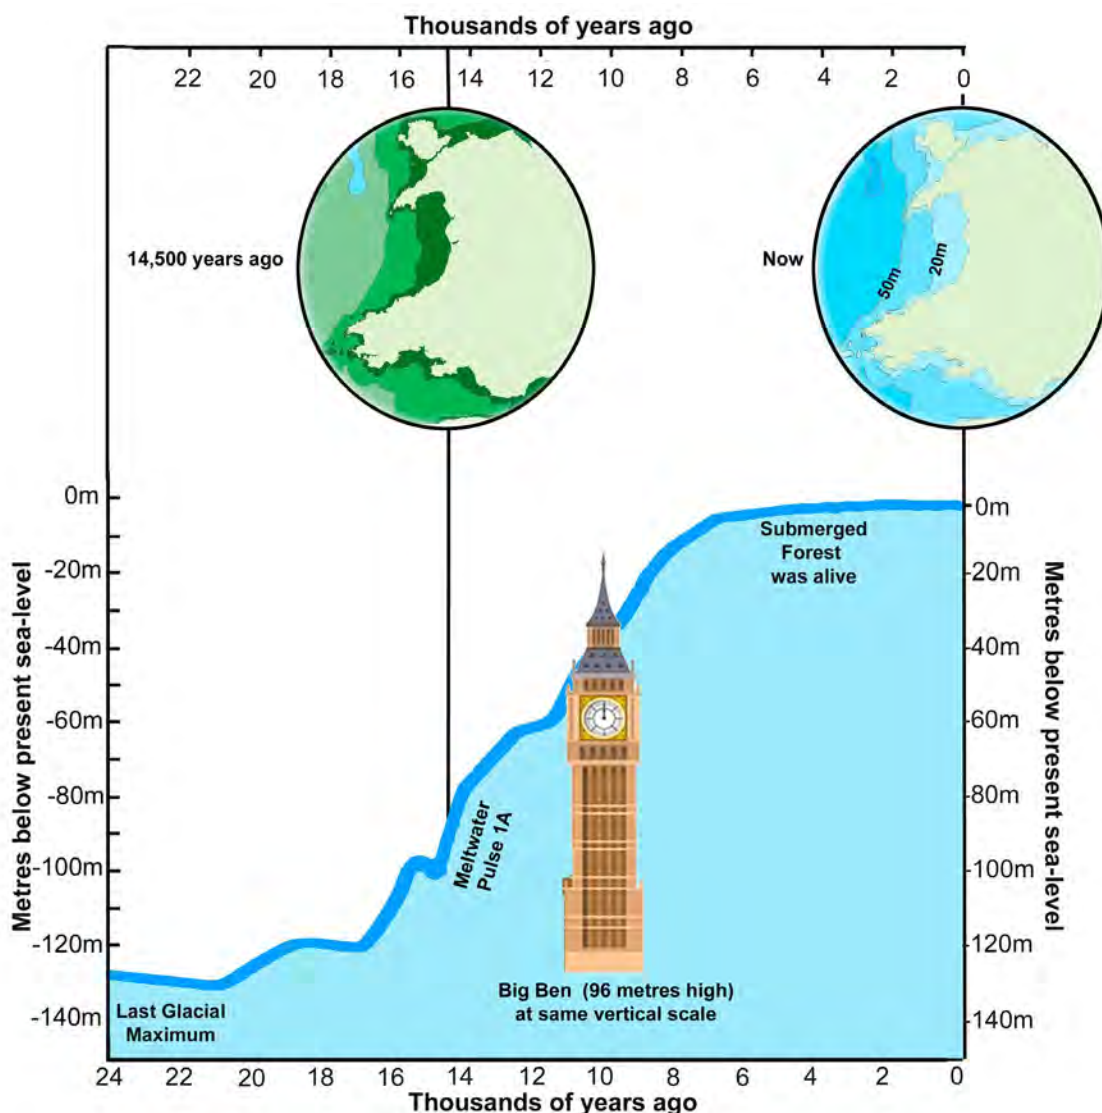 Thousands of years ago
22 20 18 16 14 12 10 8 6 4 2 0
14,500 years ago
Now
50m
20m
0m
-20m
-40m
-60m
-80m
-100m
-120m
-140m
Metres below present sea-level
0m
-20m
-40m
-60m
-80m
-100m
-120m
-140m
Metres below present sea-level
Submerged
Forest
was alive
Meltwater
Pulse 1A
Big Ben (96 metres high)
at same vertical scale
Last Glacial
Maximum
24 22 20 18 16 14 12 10 8 6 4 2 0
Thousands of years ago